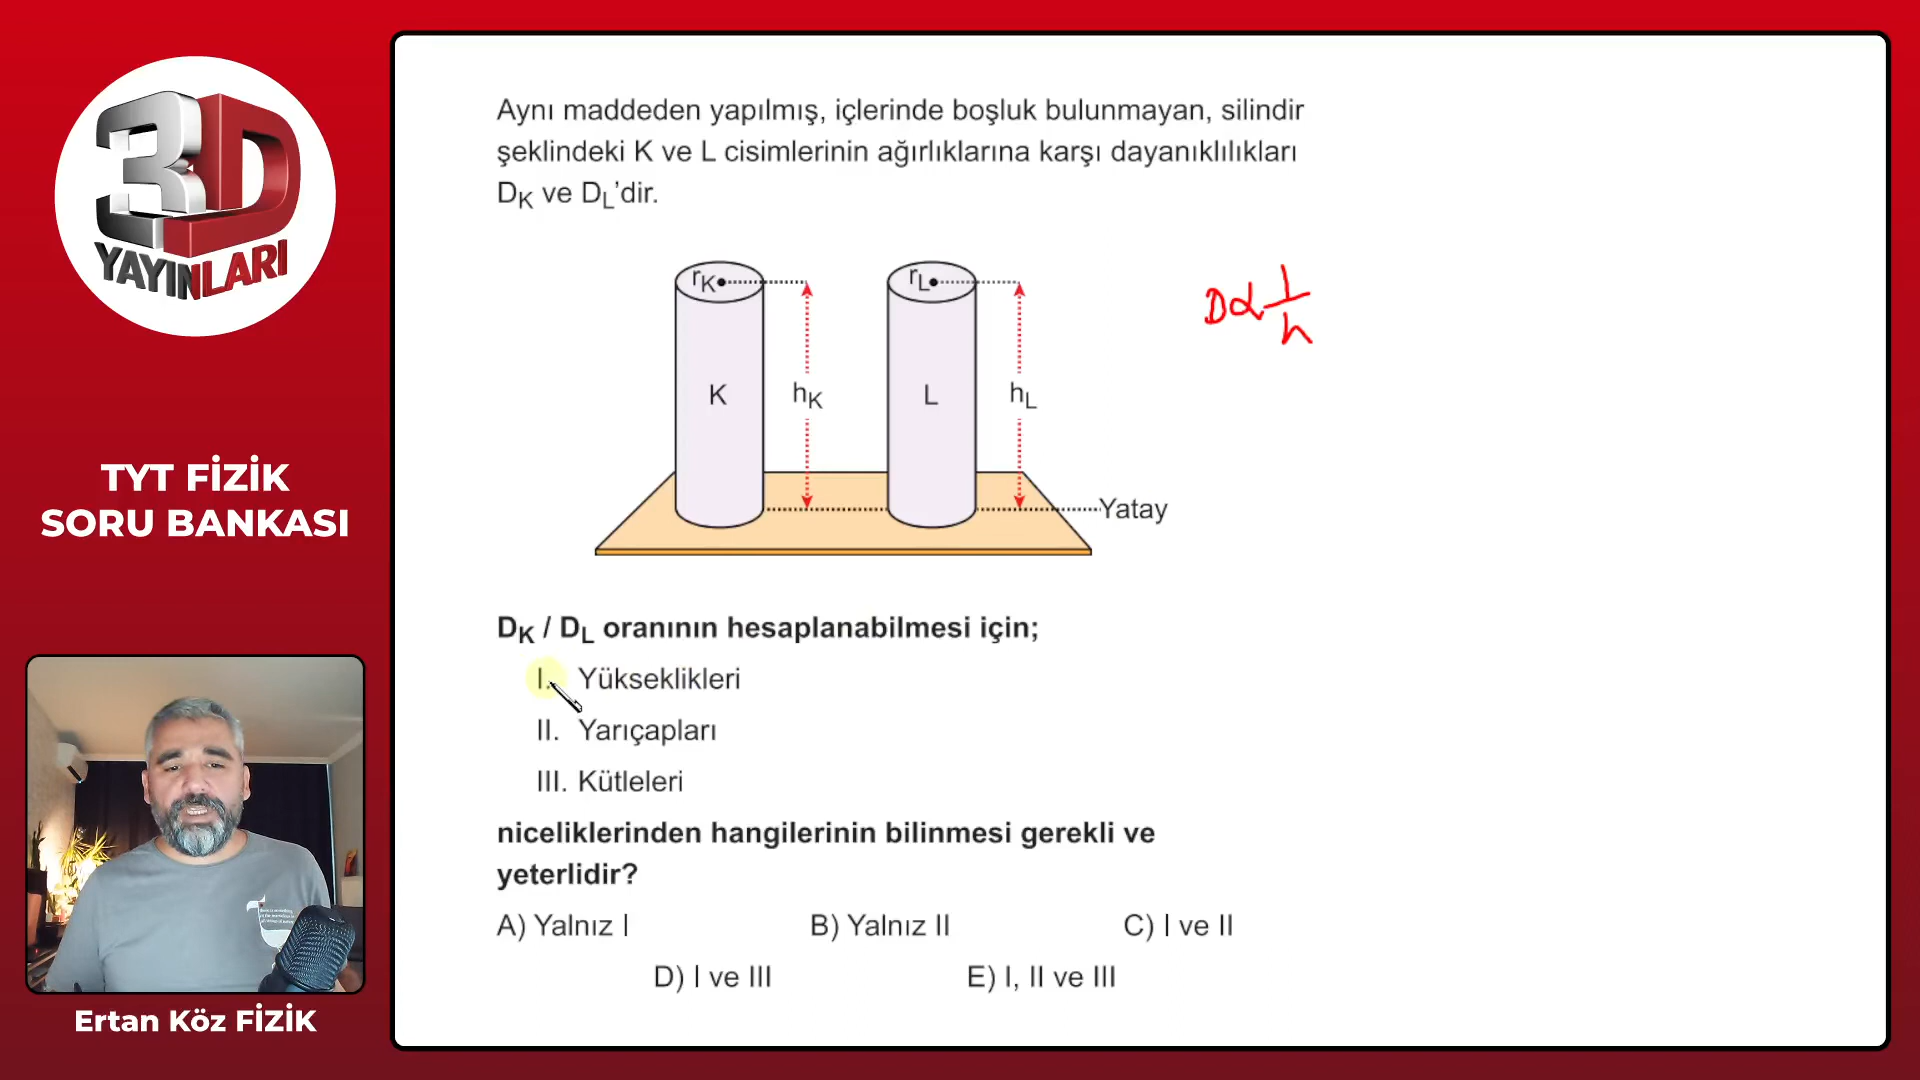 3D
YAYINLARI
TYT FİZİK
SORU BANKASI
Ertan Köz FİZİK
Aynı maddeden yapılmış, içlerinde boşluk bulunmayan, silindir
şeklindeki K ve L cisimlerinin ağırlıklarına karşı dayanıklılıkları
DK ve DL'dir.
rK rL
K hK L hL
Yatay
D∝1/h
DK / DL oranının hesaplanabilmesi için;
I. Yükseklikleri
II. Yarıçapları
III. Kütleleri
niceliklerinden hangilerinin bilinmesi gerekli ve
yeterlidir?
A) Yalnız I B) Yalnız II C) I ve II
D) I ve III E) I, II ve III